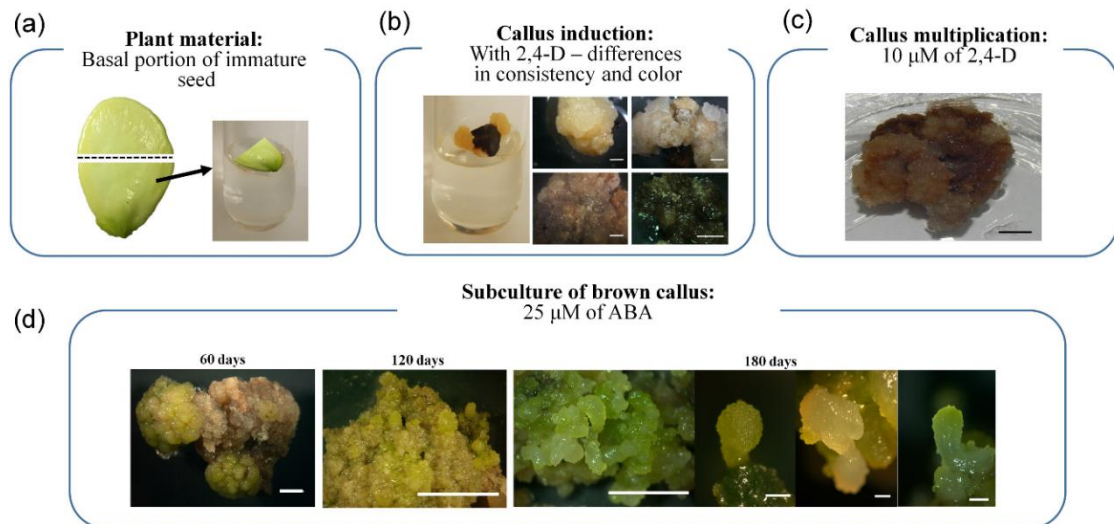 (a)
Plant material:
Basal portion of immature
seed
(b)
Callus induction:
With 2,4-D – differences
in consistency and color
(c)
Callus multiplication:
10 μM of 2,4-D
(d)
Subculture of brown callus:
25 μM of ABA
60 days
120 days
180 days